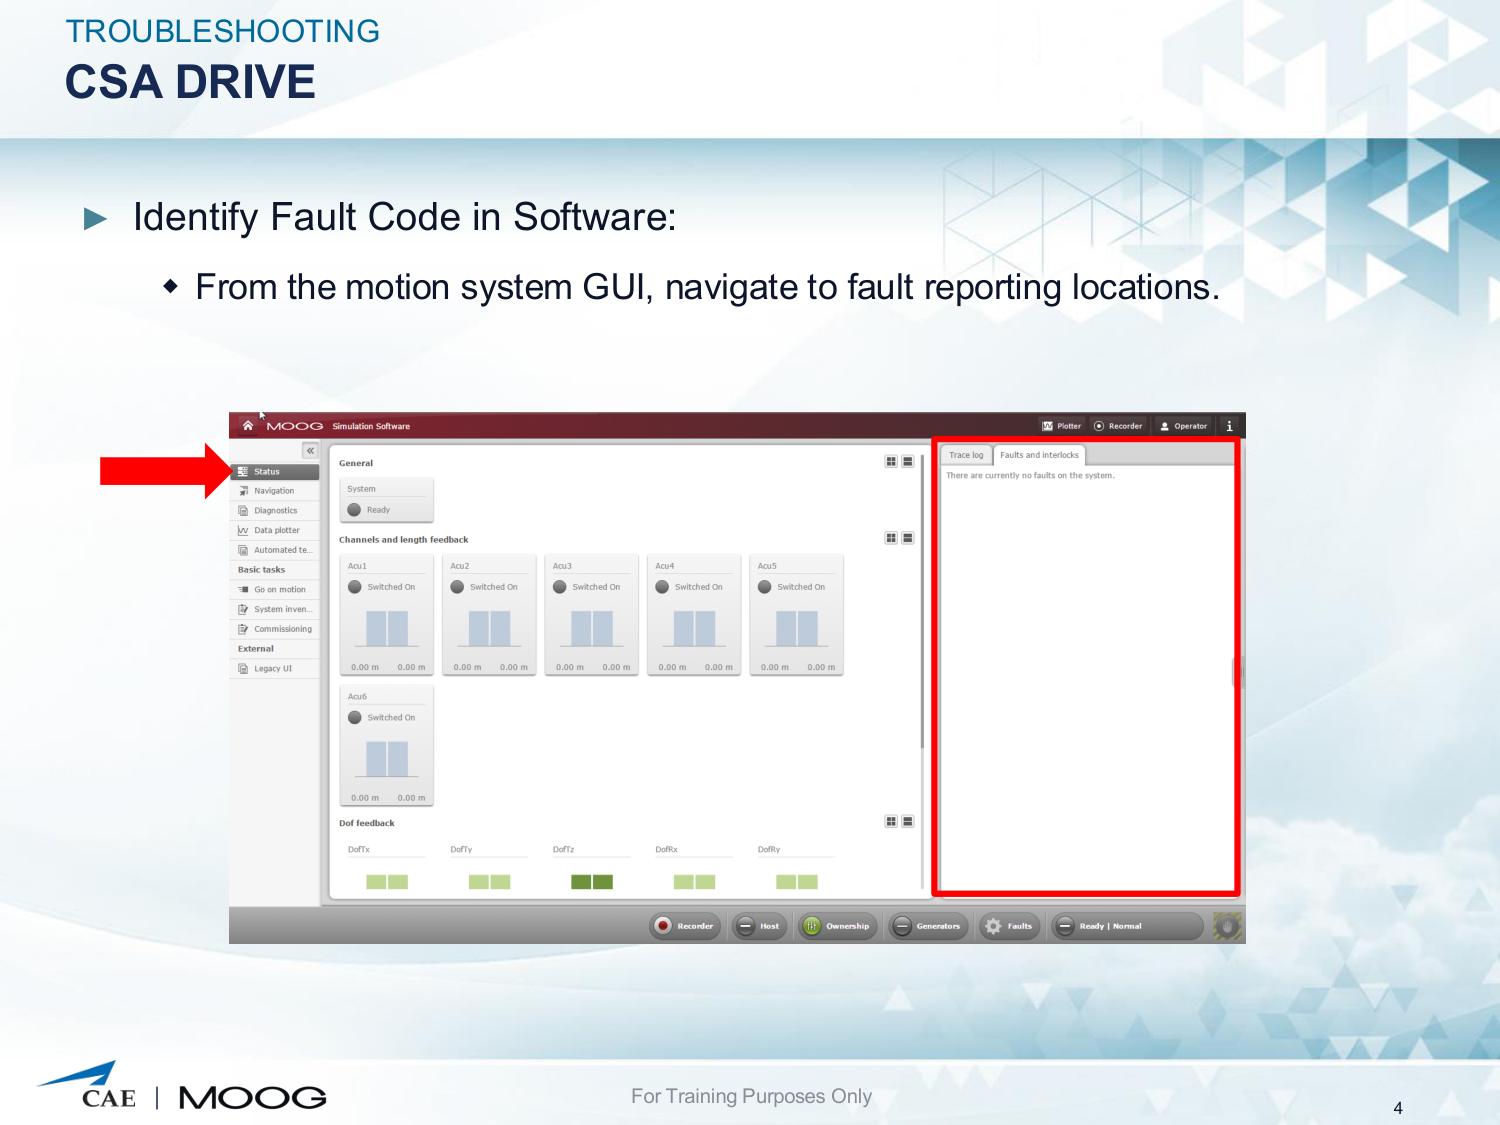 TROUBLESHOOTING
CSA DRIVE
Identify Fault Code in Software:
From the motion system GUI, navigate to fault reporting locations.
MOOG Simulation Software
Plotter Recorder Operator i
Status
Navigation
Diagnostics
Data plotter
Automated te...
Basic tasks
Go on motion
System inven...
Commissioning
External
Legacy UI
General
System
Ready
Channels and length feedback
Acu1 Acu2 Acu3 Acu4 Acu5
Switched On Switched On Switched On Switched On Switched On
0.00 m 0.00 m 0.00 m 0.00 m 0.00 m 0.00 m 0.00 m 0.00 m 0.00 m 0.00 m
Acu6
Switched On
0.00 m 0.00 m
Dof feedback
DofTx DofTy DofTz DofRx DofRy
Trace log Faults and interlocks
There are currently no faults on the system.
Recorder Host Ownership Generators Faults Ready | Normal
CAE | MOOG
For Training Purposes Only
4